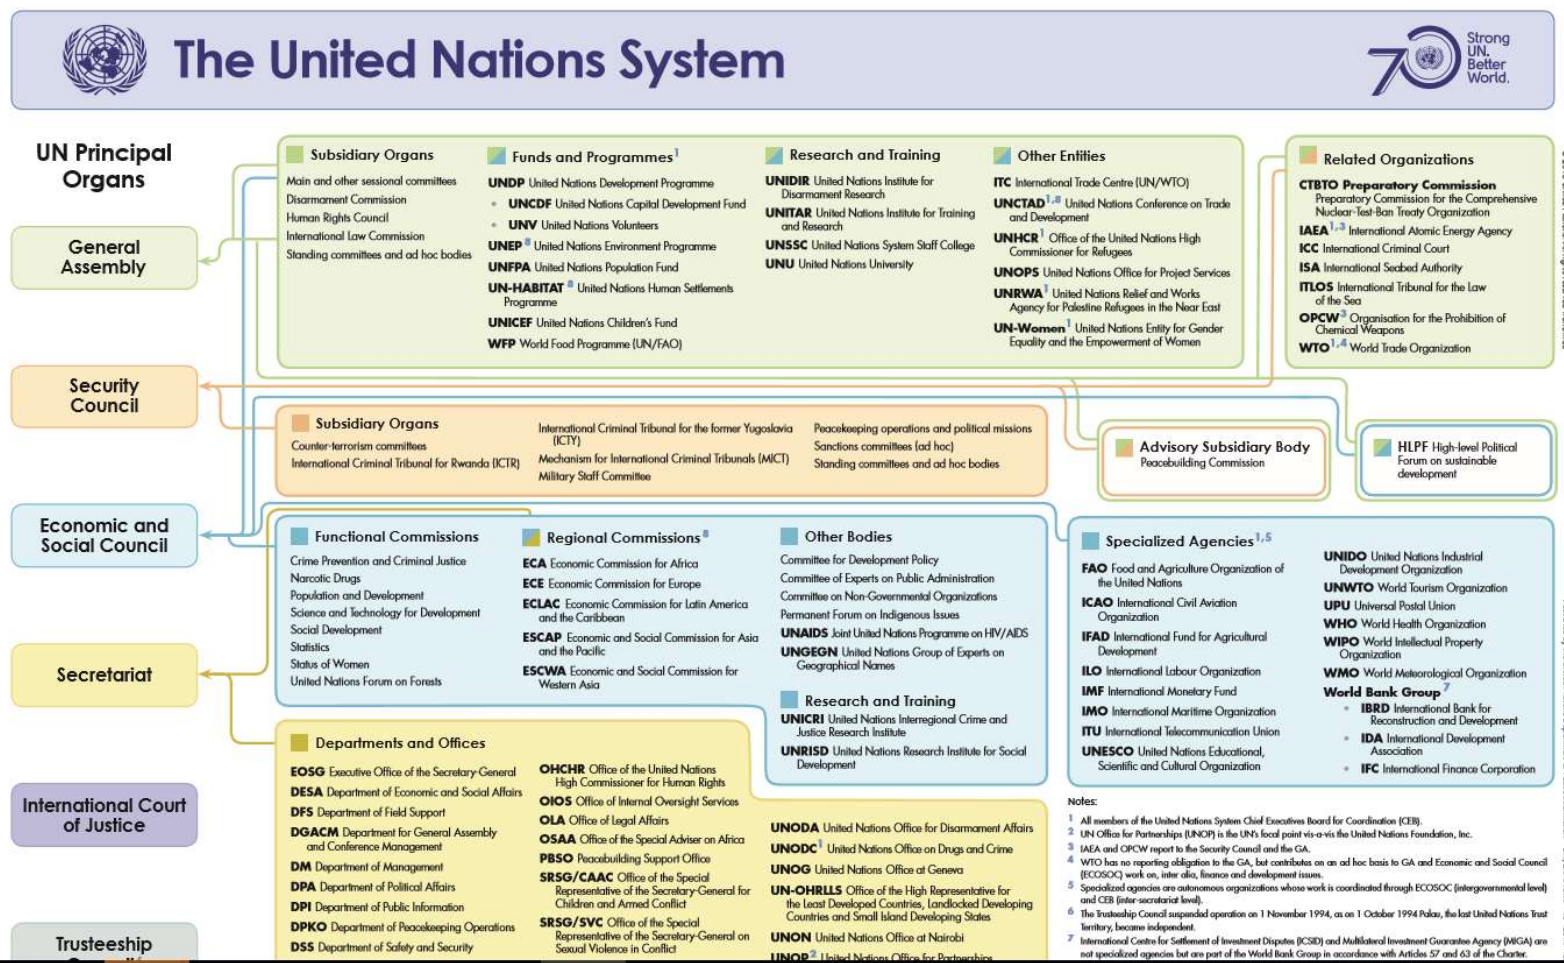 The United Nations System
70
Strong
UN.
Better
World.
UN Principal
Organs
General
Assembly
Security
Council
Economic and
Social Council
Secretariat
International Court
of Justice
Trusteeship
Subsidiary Organs
Main and other sessional committees
Disarmament Commission
Human Rights Council
International Law Commission
Standing committees and ad hoc bodies
Funds and Programmes1
UNDP United Nations Development Programme
• UNCDF United Nations Capital Development Fund
• UNV United Nations Volunteers
UNEP8 United Nations Environment Programme
UNFPA United Nations Population Fund
UN-HABITAT8 United Nations Human Settlements
Programme
UNICEF United Nations Children's Fund
WFP World Food Programme (UN/FAO)
Research and Training
UNIDIR United Nations Institute for
Disarmament Research
UNITAR United Nations Institute for Training
and Research
UNSSC United Nations System Staff College
UNU United Nations University
Other Entities
ITC International Trade Centre (UN/WTO)
UNCTAD1,8 United Nations Conference on Trade
and Development
UNHCR1 Office of the United Nations High
Commissioner for Refugees
UNOPS United Nations Office for Project Services
UNRWA1 United Nations Relief and Works
Agency for Palestine Refugees in the Near East
UN-Women1 United Nations Entity for Gender
Equality and the Empowerment of Women
Related Organizations
CTBTO Preparatory Commission
Preparatory Commission for the Comprehensive
Nuclear-Test-Ban Treaty Organization
IAEA1,3 International Atomic Energy Agency
ICC International Criminal Court
ISA International Seabed Authority
ITLOS International Tribunal for the Law
of the Sea
OPCW3 Organisation for the Prohibition of
Chemical Weapons
WTO1,4 World Trade Organization
Subsidiary Organs
Counter-terrorism committees
International Criminal Tribunal for Rwanda (ICTR)
International Criminal Tribunal for the former Yugoslavia
(ICTY)
Mechanism for International Criminal Tribunals (MICT)
Military Staff Committee
Peacekeeping operations and political missions
Sanctions committees (ad hoc)
Standing committees and ad hoc bodies
Advisory Subsidiary Body
Peacebuilding Commission
HLPF High-level Political
Forum on sustainable
development
Functional Commissions
Crime Prevention and Criminal Justice
Narcotic Drugs
Population and Development
Science and Technology for Development
Social Development
Statistics
Status of Women
United Nations Forum on Forests
Regional Commissions8
ECA Economic Commission for Africa
ECE Economic Commission for Europe
ECLAC Economic Commission for Latin America
and the Caribbean
ESCAP Economic and Social Commission for Asia
and the Pacific
ESCWA Economic and Social Commission for
Western Asia
Other Bodies
Committee for Development Policy
Committee of Experts on Public Administration
Committee on Non-Governmental Organizations
Permanent Forum on Indigenous Issues
UNAIDS Joint United Nations Programme on HIV/AIDS
UNGEGN United Nations Group of Experts on
Geographical Names
Research and Training
UNICRI United Nations Interregional Crime and
Justice Research Institute
UNRISD United Nations Research Institute for Social
Development
Specialized Agencies1,5
FAO Food and Agriculture Organization of
the United Nations
ICAO International Civil Aviation
Organization
IFAD International Fund for Agricultural
Development
ILO International Labour Organization
IMF International Monetary Fund
IMO International Maritime Organization
ITU International Telecommunication Union
UNESCO United Nations Educational,
Scientific and Cultural Organization
UNIDO United Nations Industrial
Development Organization
UNWTO World Tourism Organization
UPU Universal Postal Union
WHO World Health Organization
WIPO World Intellectual Property
Organization
WMO World Meteorological Organization
World Bank Group7
• IBRD International Bank for
Reconstruction and Development
• IDA International Development
Association
• IFC International Finance Corporation
Departments and Offices
EOSG Executive Office of the Secretary-General
DESA Department of Economic and Social Affairs
DFS Department of Field Support
DGACM Department for General Assembly
and Conference Management
DM Department of Management
DPA Department of Political Affairs
DPI Department of Public Information
DPKO Department of Peacekeeping Operations
DSS Department of Safety and Security
OHCHR Office of the United Nations
High Commissioner for Human Rights
OIOS Office of Internal Oversight Services
OLA Office of Legal Affairs
OSAA Office of the Special Adviser on Africa
PBSO Peacebuilding Support Office
SRSG/CAAC Office of the Special
Representative of the Secretary-General for
Children and Armed Conflict
SRSG/SVC Office of the Special
Representative of the Secretary-General on
Sexual Violence in Conflict
UNODA United Nations Office for Disarmament Affairs
UNODC1 United Nations Office on Drugs and Crime
UNOG United Nations Office at Geneva
UN-OHRLLS Office of the High Representative for
the Least Developed Countries, Landlocked Developing
Countries and Small Island Developing States
UNON United Nations Office at Nairobi
UNOP2 United Nations Office for Partnerships
Notes:
1 All members of the United Nations System Chief Executives Board for Coordination (CEB).
2 UN Office for Partnerships (UNOP) is the UN's focal point vis-a-vis the United Nations Foundation, Inc.
3 IAEA and OPCW report to the Security Council and the GA.
4 WTO has no reporting obligation to the GA, but contributes on an ad hoc basis to GA and Economic and Social Council
(ECOSOC) work on, inter alia, finance and development issues.
5 Specialized agencies are autonomous organizations whose work is coordinated through ECOSOC (intergovernmental level)
and CEB (inter-secretariat level).
6 The Trusteeship Council suspended operation on 1 November 1994, as on 1 October 1994 Palau, the last United Nations Trust
Territory, became independent.
7 International Centre for Settlement of Investment Disputes (ICSID) and Multilateral Investment Guarantee Agency (MIGA) are
not specialized agencies but are part of the World Bank Group in accordance with Articles 57 and 63 of the Charter.